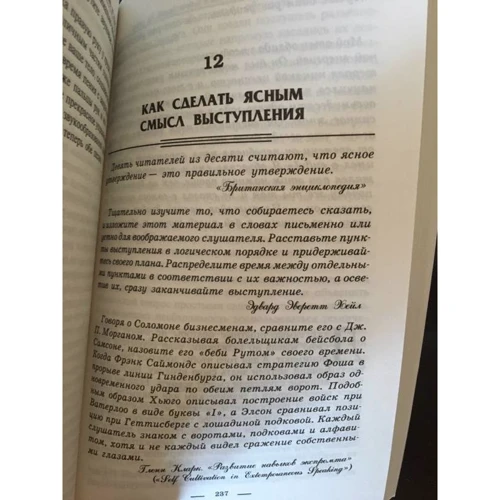 12
КАК СДЕЛАТЬ ЯСНЫМ
СМЫСЛ ВЫСТУПЛЕНИЯ
Девять читателей из десяти считают, что ясное
утверждение — это правильное утверждение.
«Британская энциклопедия»
Тщательно изучите то, что собираетесь сказать,
и изложите этот материал в словах письменно или
устно для воображаемого слушателя. Расставьте пунк-
ты выступления в логическом порядке и придерживай-
тесь своего плана. Распределите время между отдельны-
ми пунктами в соответствии с их важностью, а осве-
тив их, сразу заканчивайте выступление.
Эдвард Эверетт Хейл
Говоря о Соломоне бизнесменам, сравните его с Дж.
П. Морганом. Рассказывая болельщикам бейсбола о
Самсоне, назовите его «беби Рутом» своего времени.
Когда Фрэнк Саймондс описывал стратегию Фоша в
прорыве линии Гинденбурга, он использовал образ од-
новременного удара по обеим петлям ворот. Подоб-
ным образом Хьюго описывал построение войск при
Ватерлоо в виде буквы «I», а Элсон сравнивал пози-
цию при Геттисберге с лошадиной подковой. Каждый
слушатель знаком с воротами, подковами и алфави-
том, хотя и не каждый видел сражение собственны-
ми глазами.
Гленн Кларк. «Развитие навыков экспромта»
(«Self Cultivation in Extemporaneous Speaking»)
237